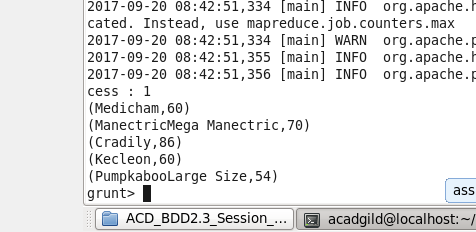 2017-09-20 08:42:51,334 [main] INFO  org.apache.h
cated. Instead, use mapreduce.job.counters.max
2017-09-20 08:42:51,334 [main] WARN  org.apache.p
2017-09-20 08:42:51,355 [main] INFO  org.apache.h
2017-09-20 08:42:51,356 [main] INFO  org.apache.p
cess : 1
(Medicham,60)
(ManectricMega Manectric,70)
(Cradily,86)
(Kecleon,60)
(PumpkabooLarge Size,54)
grunt>
ass
ACD_BDD2.3_Session_... acadgild@localhost:~/